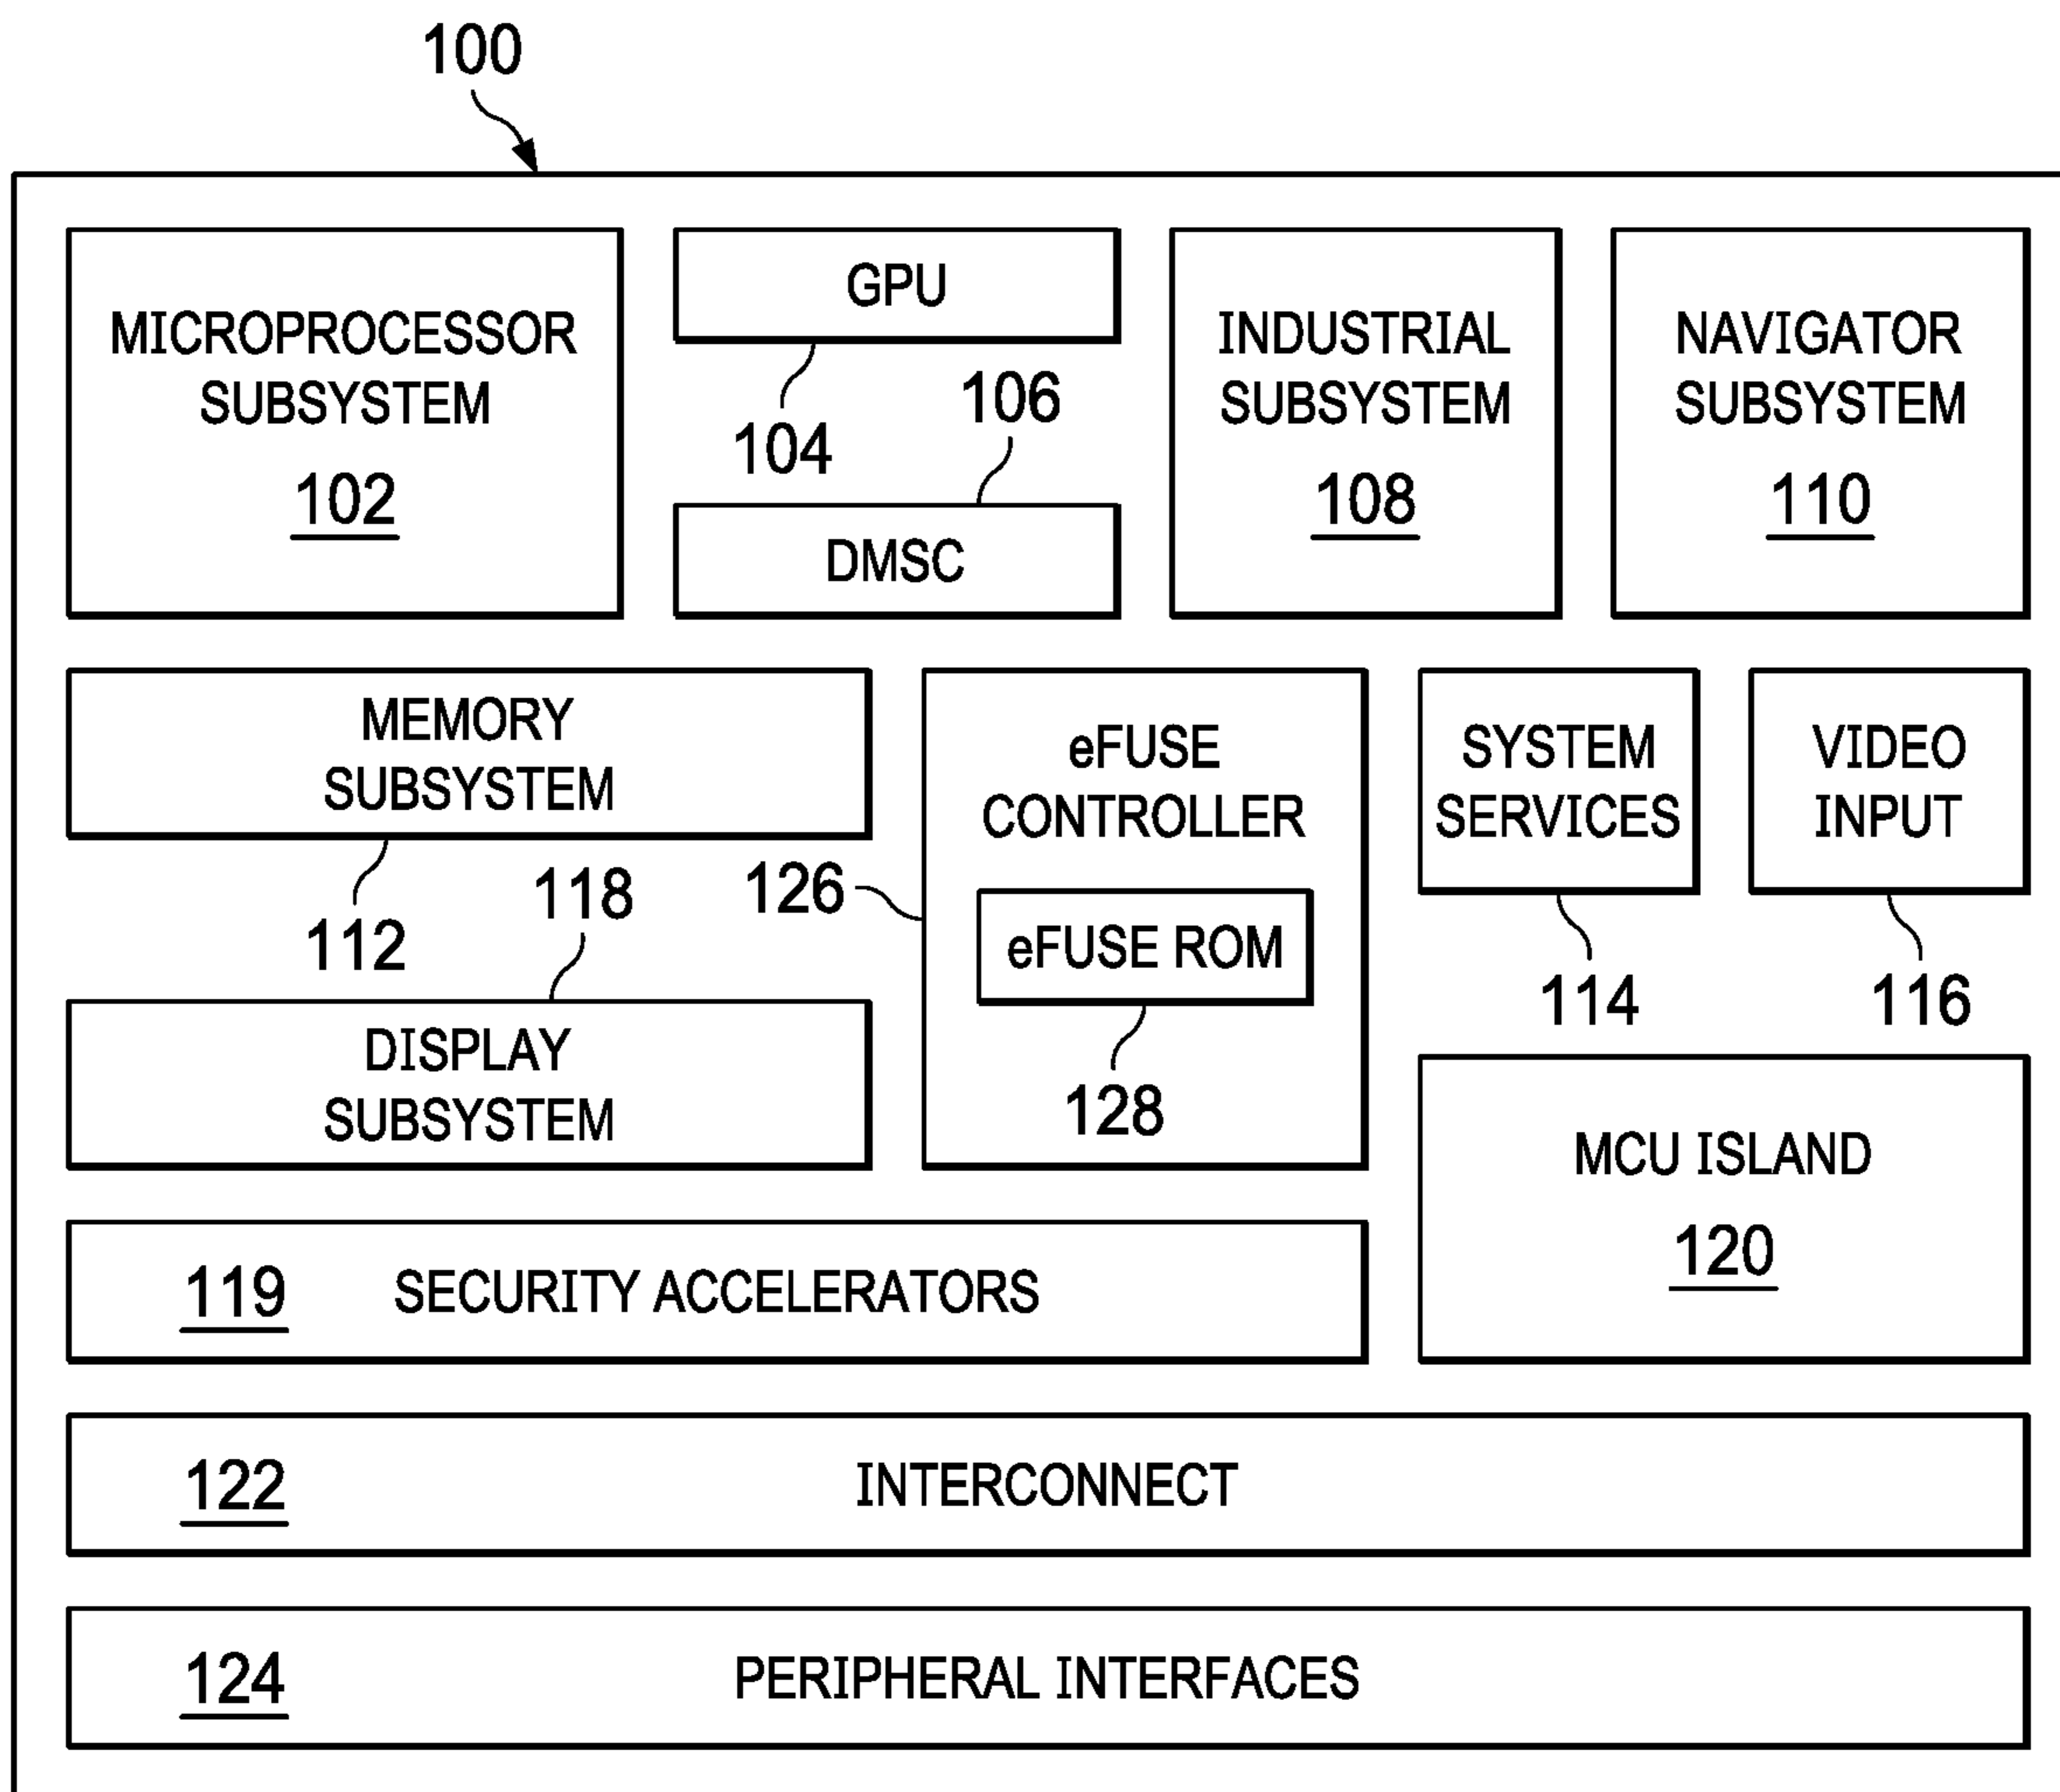 100
MICROPROCESSOR
SUBSYSTEM
102
GPU
104
106
DMSC
INDUSTRIAL
SUBSYSTEM
108
NAVIGATOR
SUBSYSTEM
110
MEMORY
SUBSYSTEM
112
118
DISPLAY
SUBSYSTEM
126
eFUSE
CONTROLLER
eFUSE ROM
128
SYSTEM
SERVICES
114
VIDEO
INPUT
116
MCU ISLAND
120
119 SECURITY ACCELERATORS
122 INTERCONNECT
124 PERIPHERAL INTERFACES